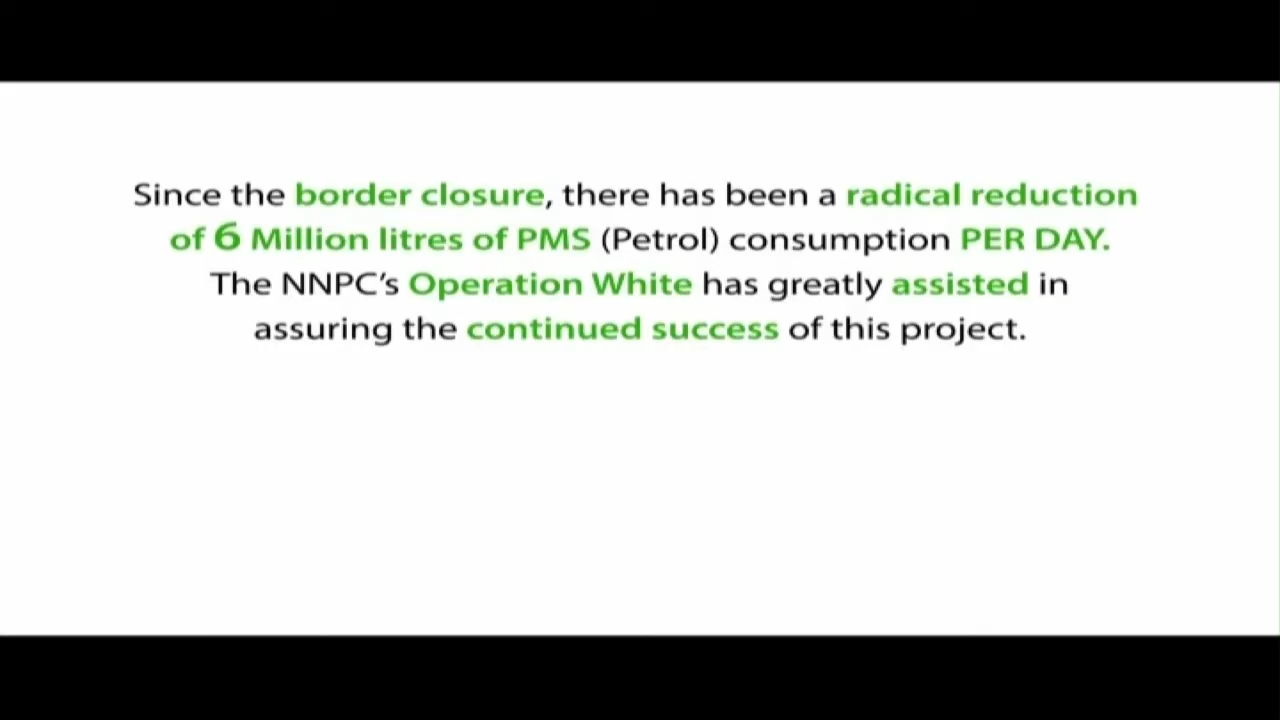 Since the border closure, there has been a radical reduction
of 6 Million litres of PMS (Petrol) consumption PER DAY.
The NNPC’s Operation White has greatly assisted in
assuring the continued success of this project.